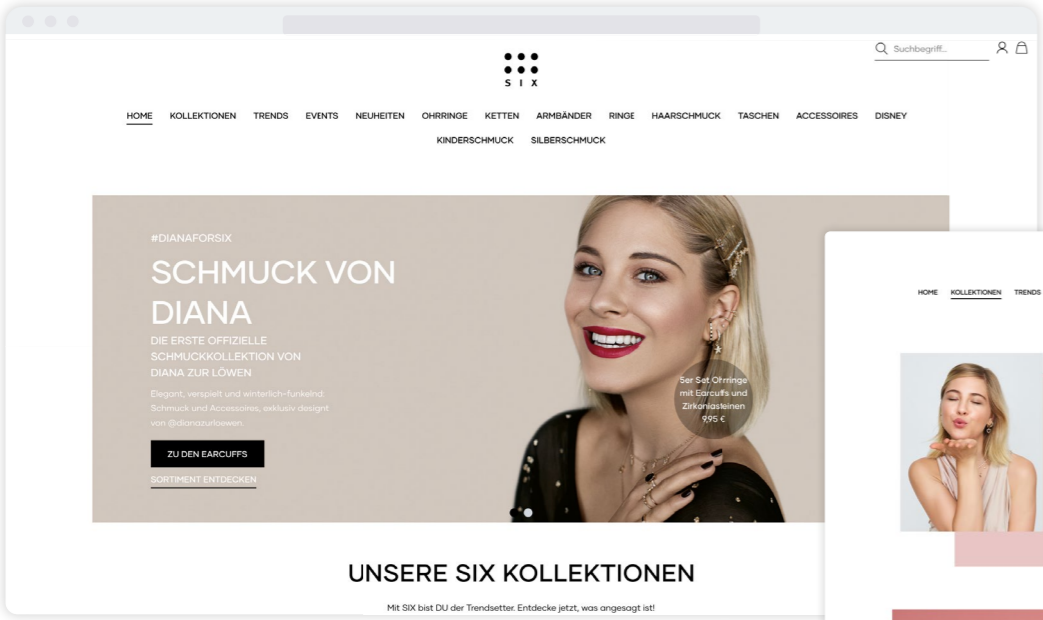 Suchbegriff...
SIX
HOME KOLLEKTIONEN TRENDS EVENTS NEUHEITEN OHRRINGE KETTEN ARMBÄNDER RINGE HAARSCHMUCK TASCHEN ACCESSOIRES DISNEY
KINDERSCHMUCK SILBERSCHMUCK
#DIANAFORSIX
SCHMUCK VON
DIANA
DIE ERSTE OFFIZIELLE
SCHMUCKKOLLEKTION VON
DIANA ZUR LÖWEN
Elegant, verspielt und winterlich-funkelnd:
Schmuck und Accessoires, exklusiv designt
von @dianazurloewen.
ZU DEN EARCUFFS
SORTIMENT ENTDECKEN
5er Set Ohrringe
mit Earcuffs und
Zirkoniasteinen
9,95 €
HOME KOLLEKTIONEN TRENDS
UNSERE SIX KOLLEKTIONEN
Mit SIX bist DU der Trendsetter. Entdecke jetzt, was angesagt ist!